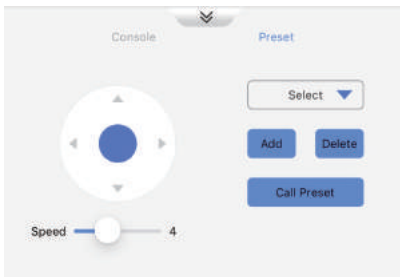 Console
Preset
Select
Add
Delete
Call Preset
Speed
4